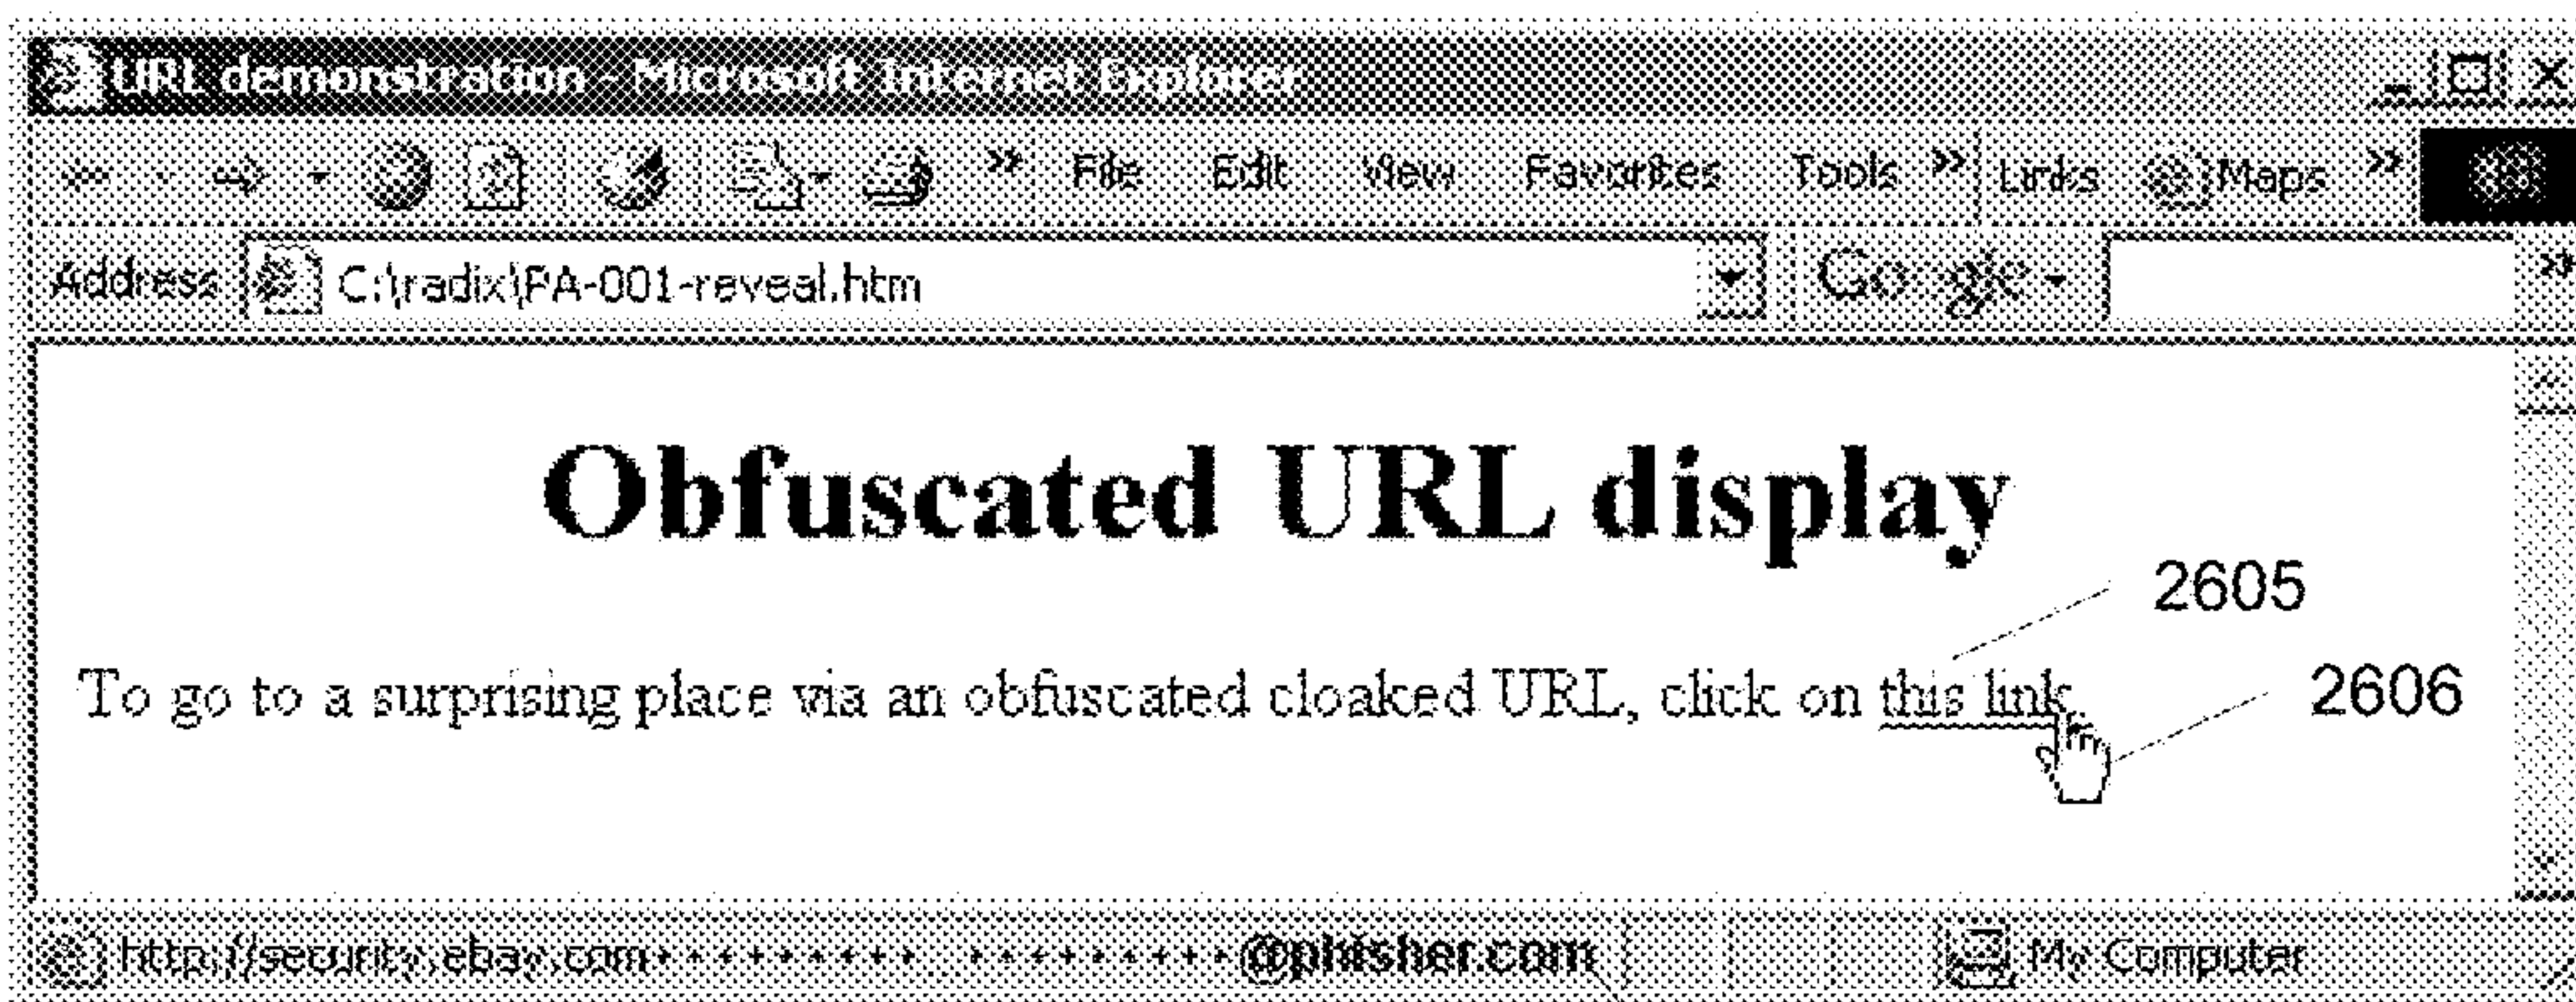 URL demonstration - Microsoft Internet Explorer
» File Edit View Favorites Tools » Links Maps »
Address C:\radix\PA-001-reveal.htm Google »
Obfuscated URL display
2605
To go to a surprising place via an obfuscated cloaked URL, click on this link.
2606
http://security.ebay.com @phisher.com My Computer